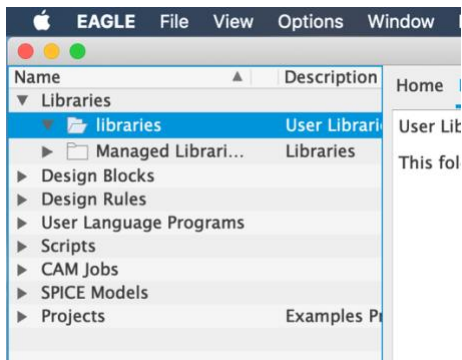 EAGLE File View Options Window
Name Description
Home
Libraries
libraries User Librari
User Lib
Managed Librari... Libraries
This fol
Design Blocks
Design Rules
User Language Programs
Scripts
CAM Jobs
SPICE Models
Projects Examples Pr